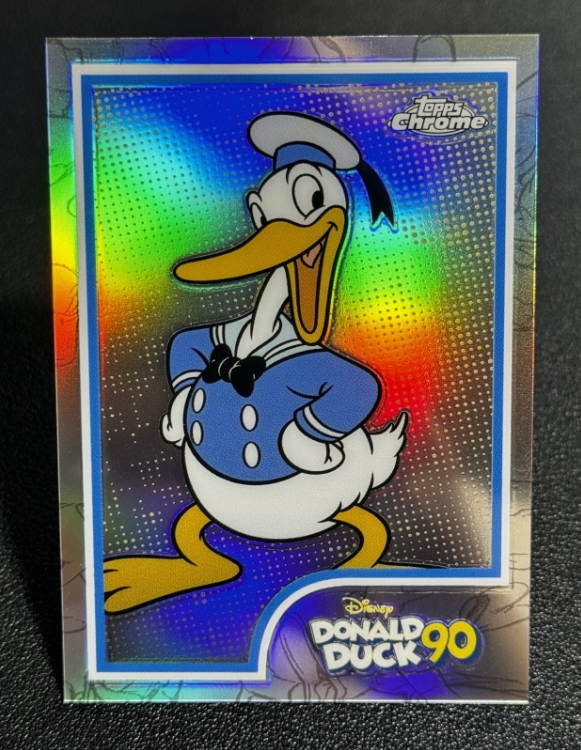 Topps
Chrome
Disney
DONALD
DUCK 90